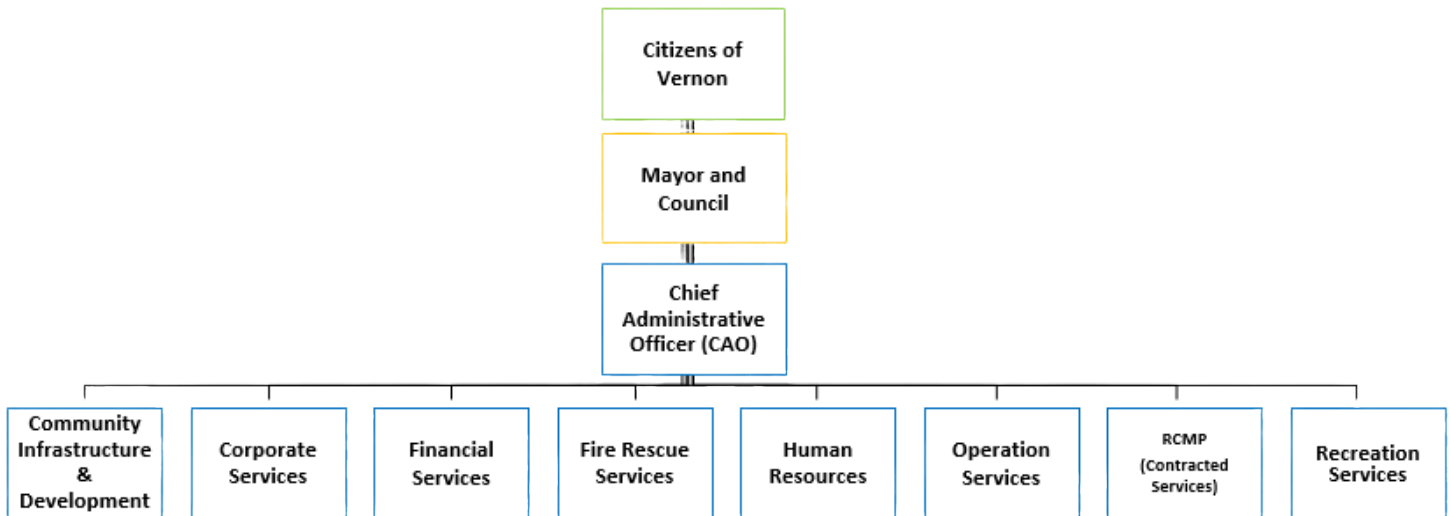 Citizens of
Vernon
Mayor and
Council
Chief
Administrative
Officer (CAO)
Community
Infrastructure
&
Development
Corporate
Services
Financial
Services
Fire Rescue
Services
Human
Resources
Operation
Services
RCMP
(Contracted
Services)
Recreation
Services